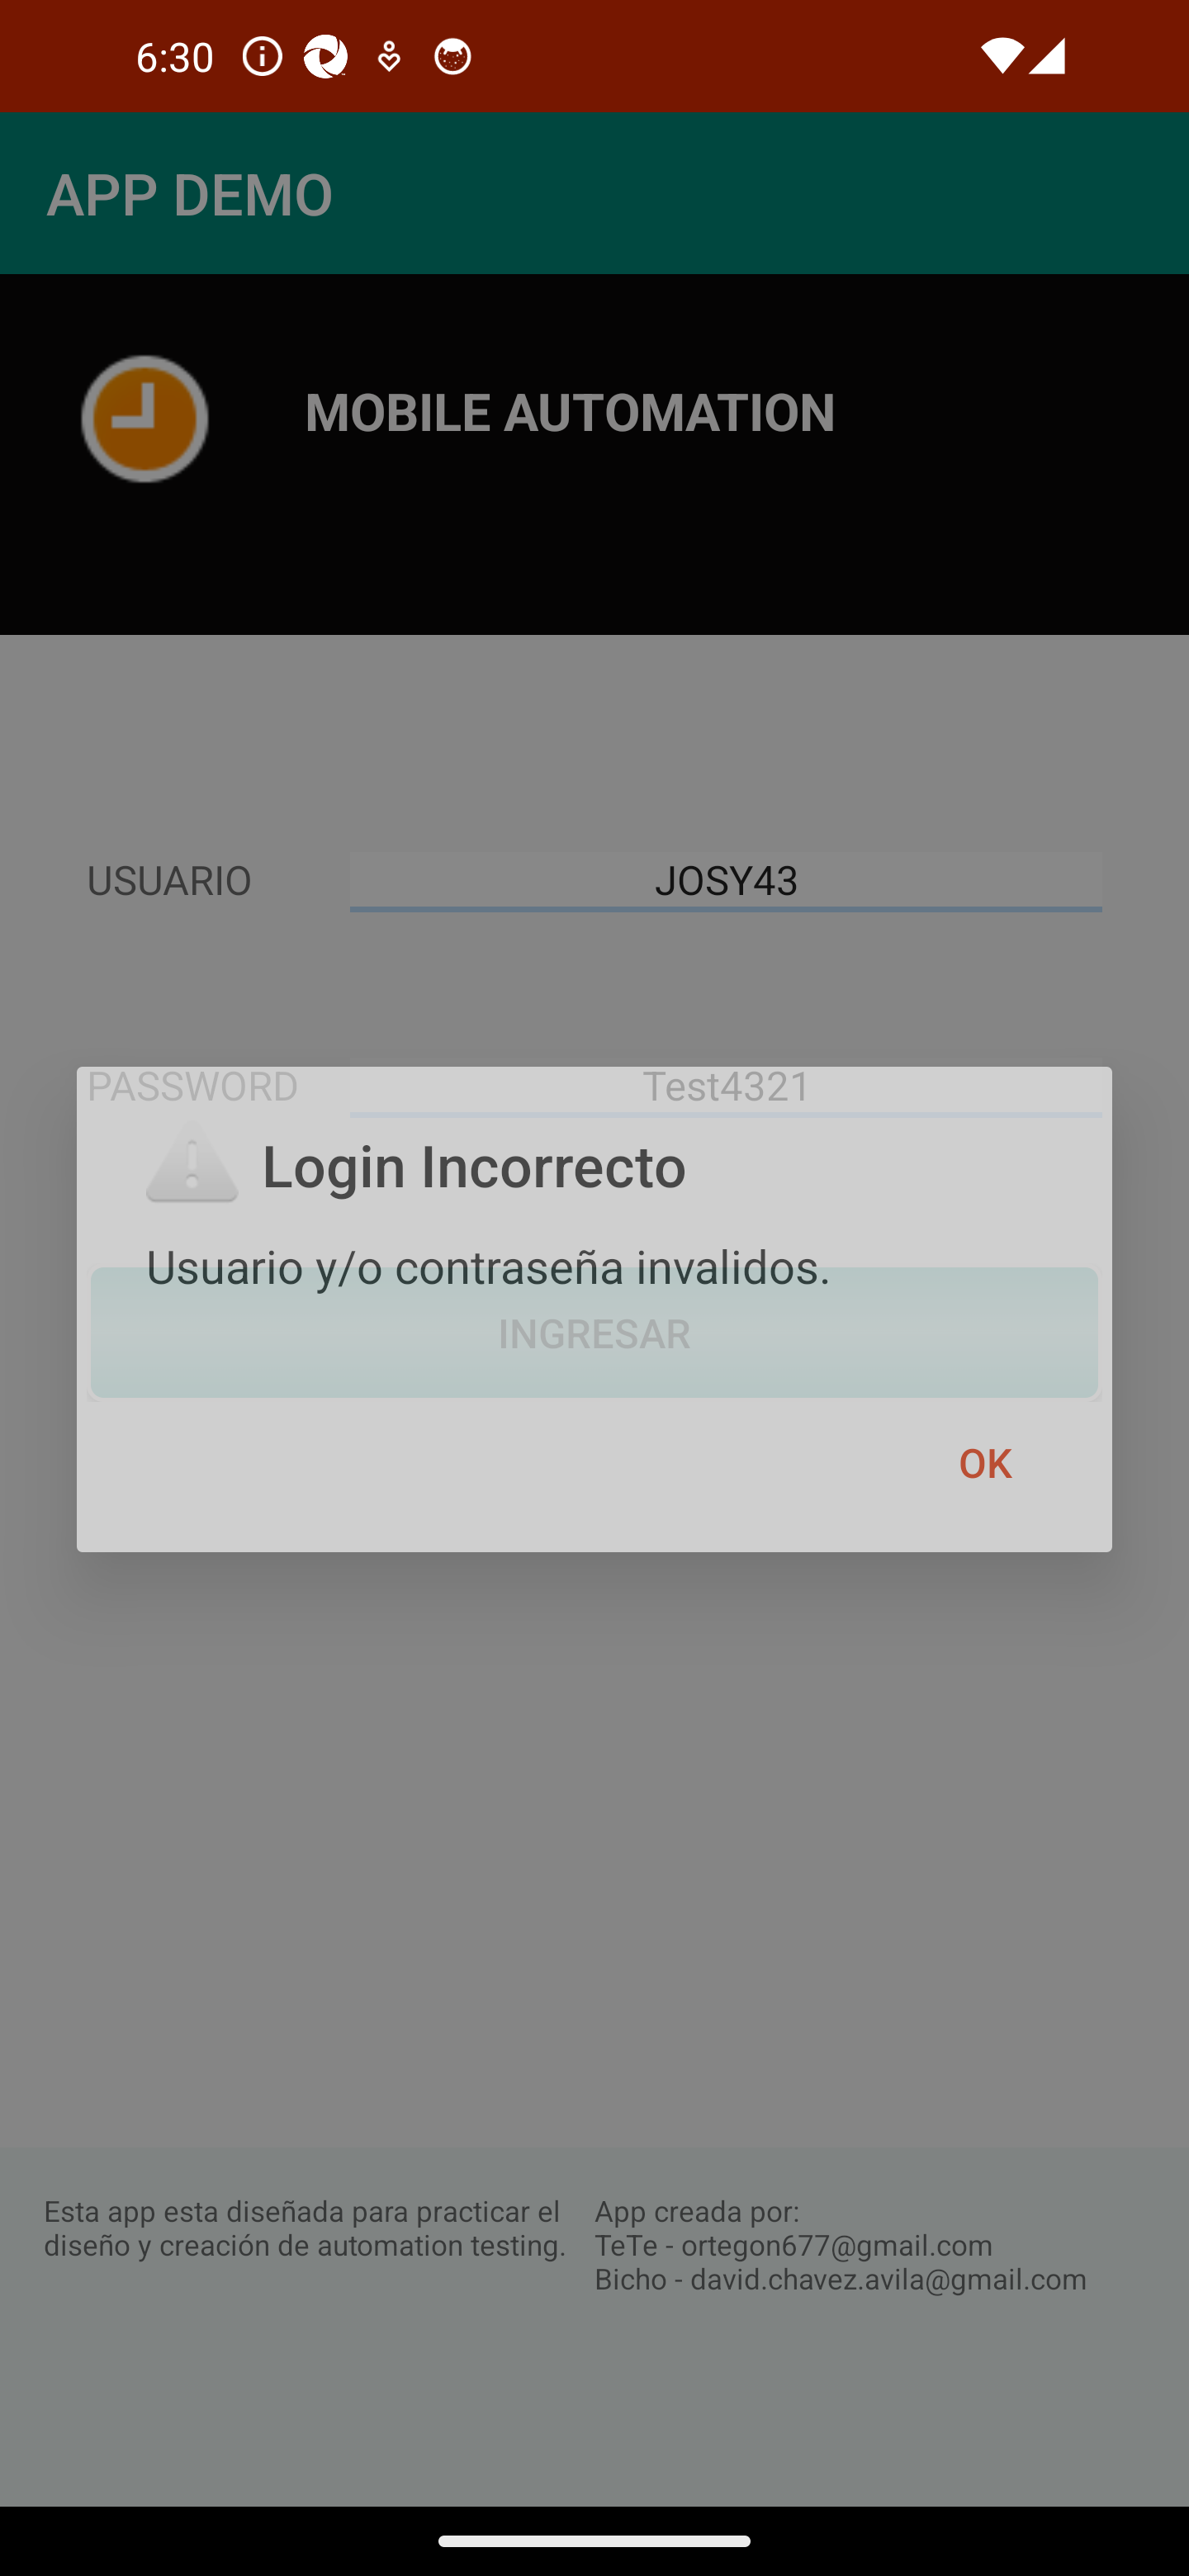 6:30
APP DEMO
MOBILE AUTOMATION
USUARIO JOSY43
PASSWORD Test4321
Login Incorrecto
Usuario y/o contraseña invalidos.
INGRESAR
OK
Esta app esta diseñada para practicar el
diseño y creación de automation testing.
App creada por:
TeTe - ortegon677@gmail.com
Bicho - david.chavez.avila@gmail.com